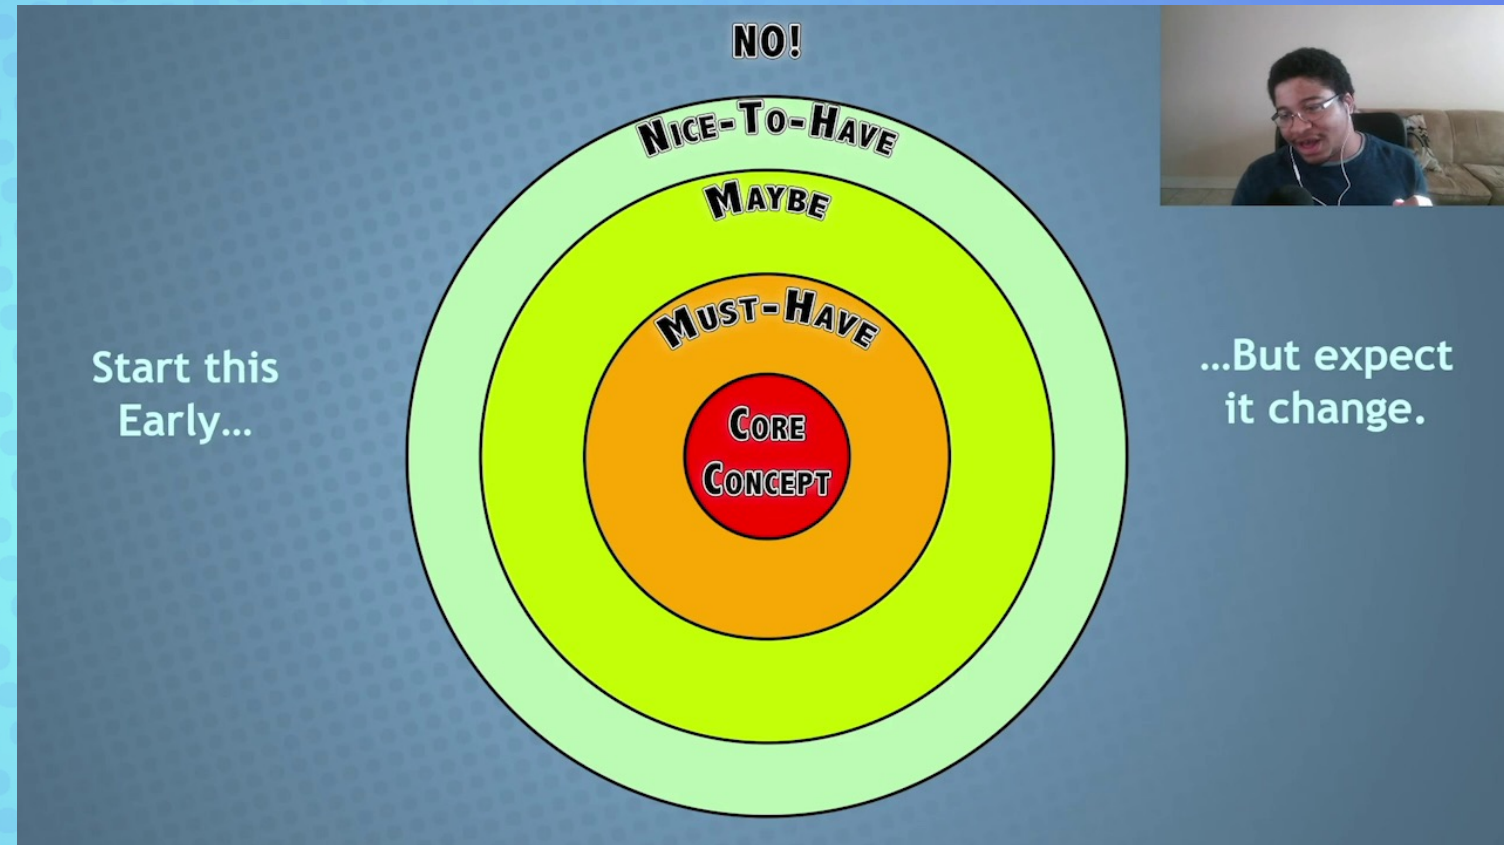 NO!
NICE-TO-HAVE
MAYBE
MUST-HAVE
CORE
CONCEPT
Start this
Early...
...But expect
it change.